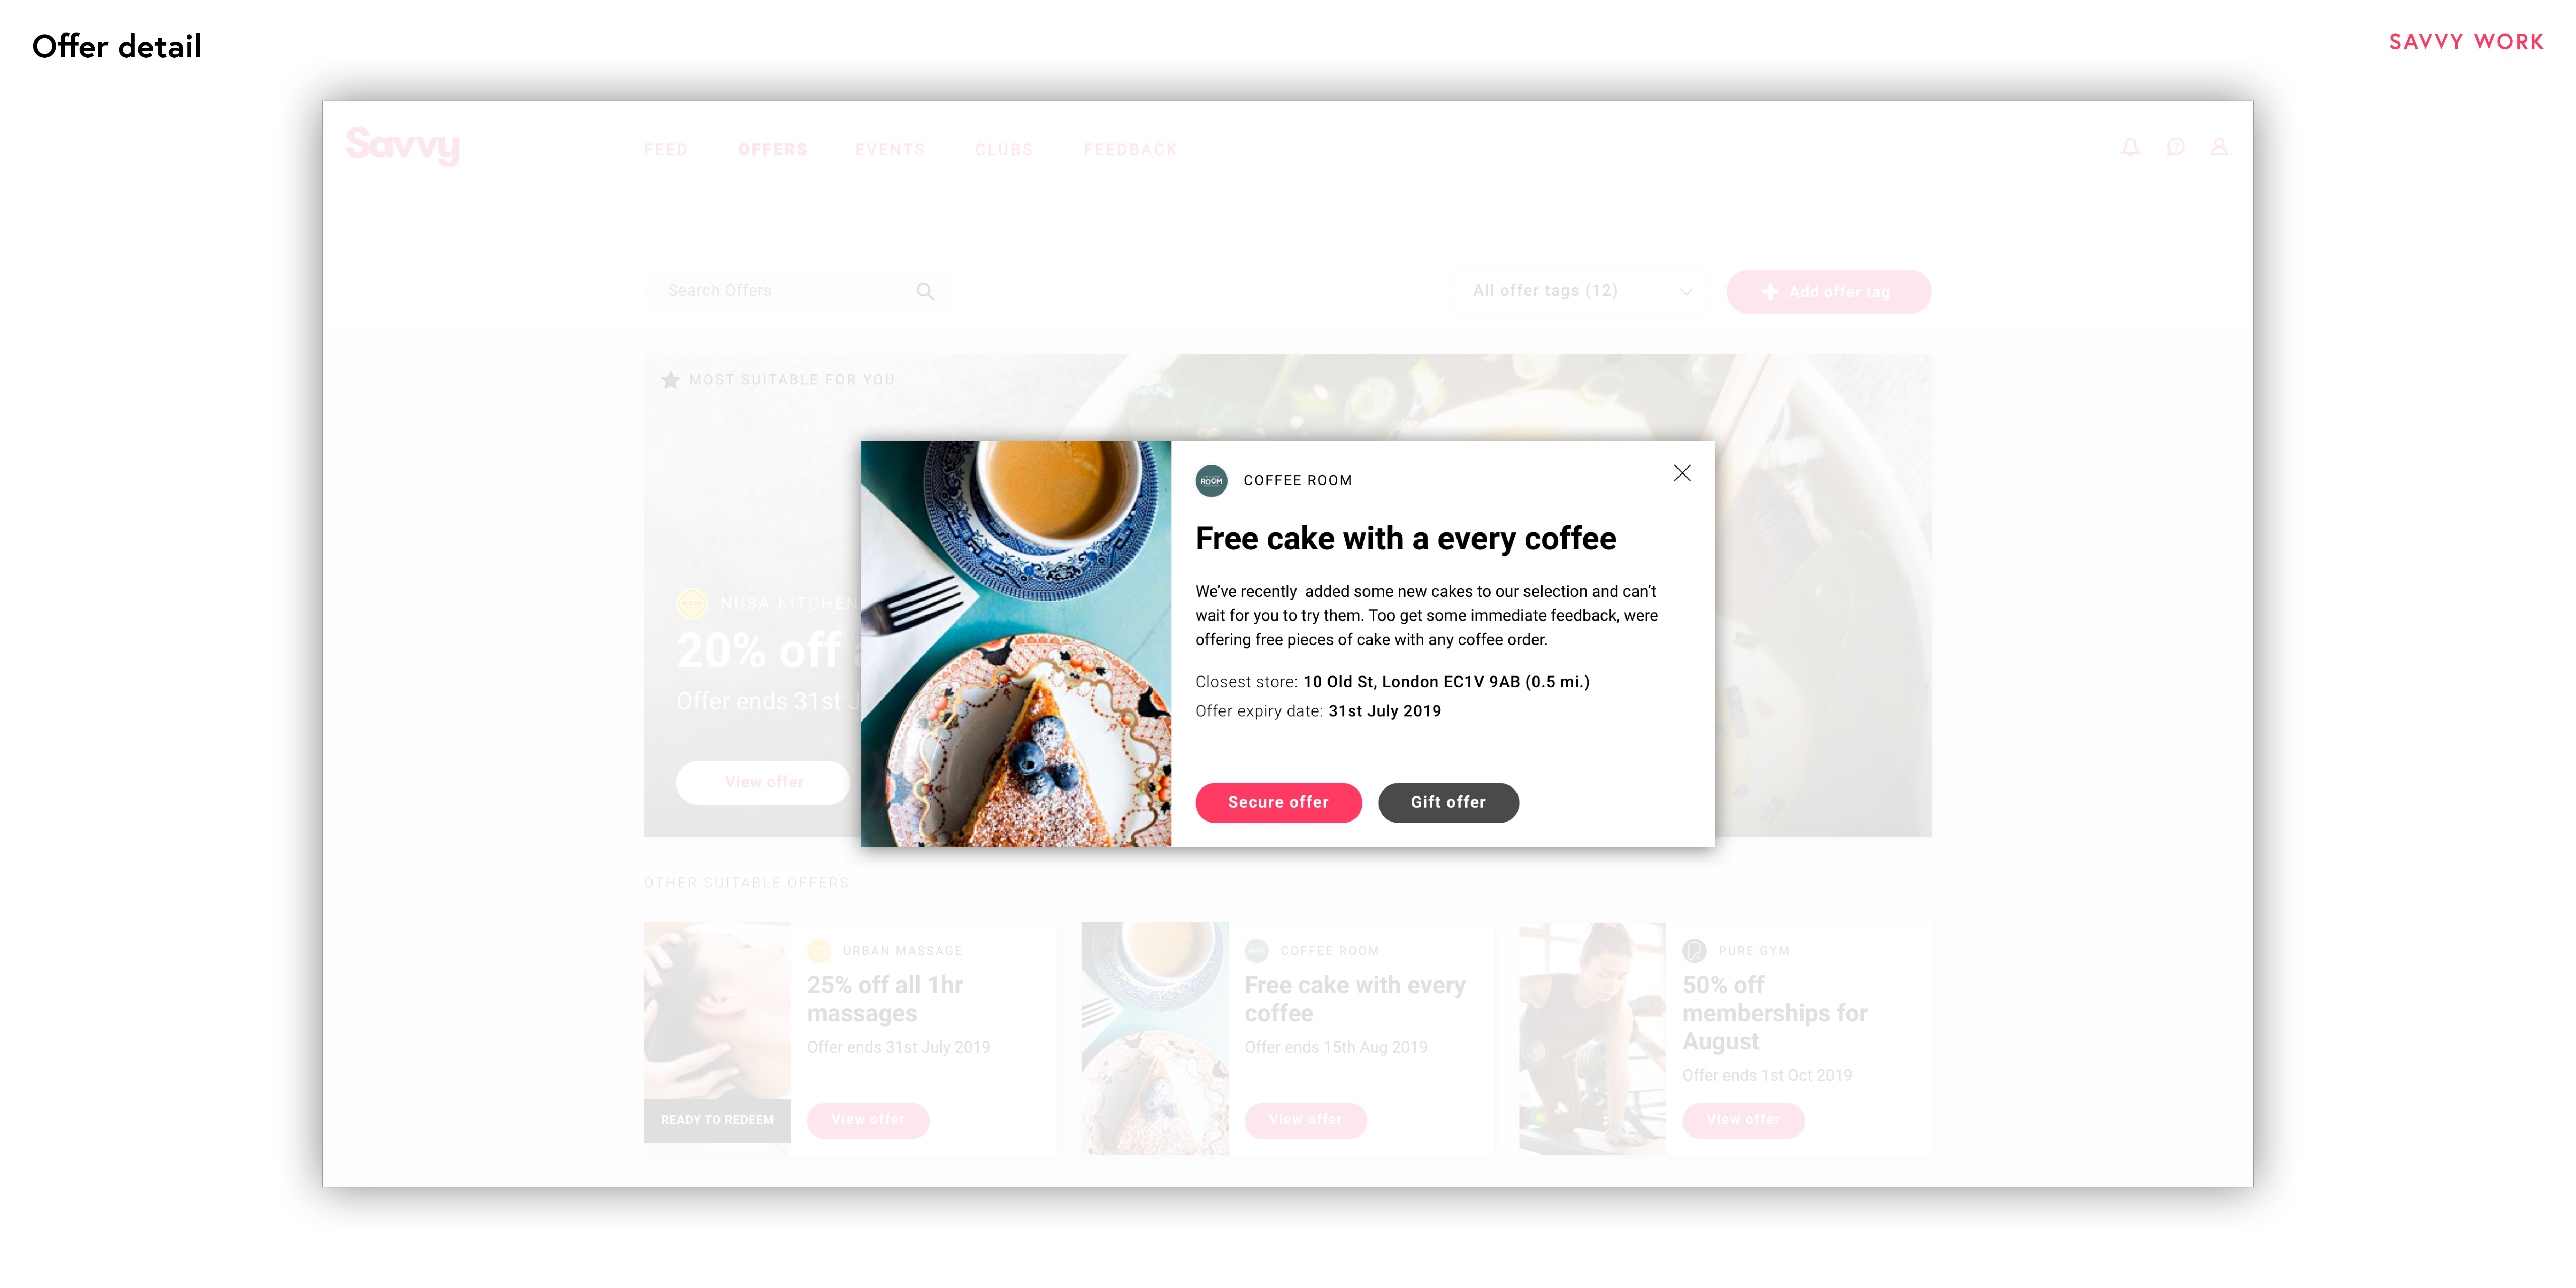 Offer detail
SAVVY WORK
Savvy
FEED OFFERS EVENTS CLUBS FEEDBACK
Search Offers
All offer tags (12)
Add offer tag
MOST SUITABLE FOR YOU
NUSA KITCHEN
20% off
Offer ends 31st J
View offer
ROOM
COFFEE ROOM
Free cake with a every coffee
We’ve recently  added some new cakes to our selection and can’t
wait for you to try them. Too get some immediate feedback, were
offering free pieces of cake with any coffee order.
Closest store: 10 Old St, London EC1V 9AB (0.5 mi.)
Offer expiry date: 31st July 2019
Secure offer
Gift offer
OTHER SUITABLE OFFERS
URBAN MASSAGE
25% off all 1hr
massages
Offer ends 31st July 2019
READY TO REDEEM
View offer
COFFEE ROOM
Free cake with every
coffee
Offer ends 15th Aug 2019
View offer
PURE GYM
50% off
memberships for
August
Offer ends 1st Oct 2019
View offer